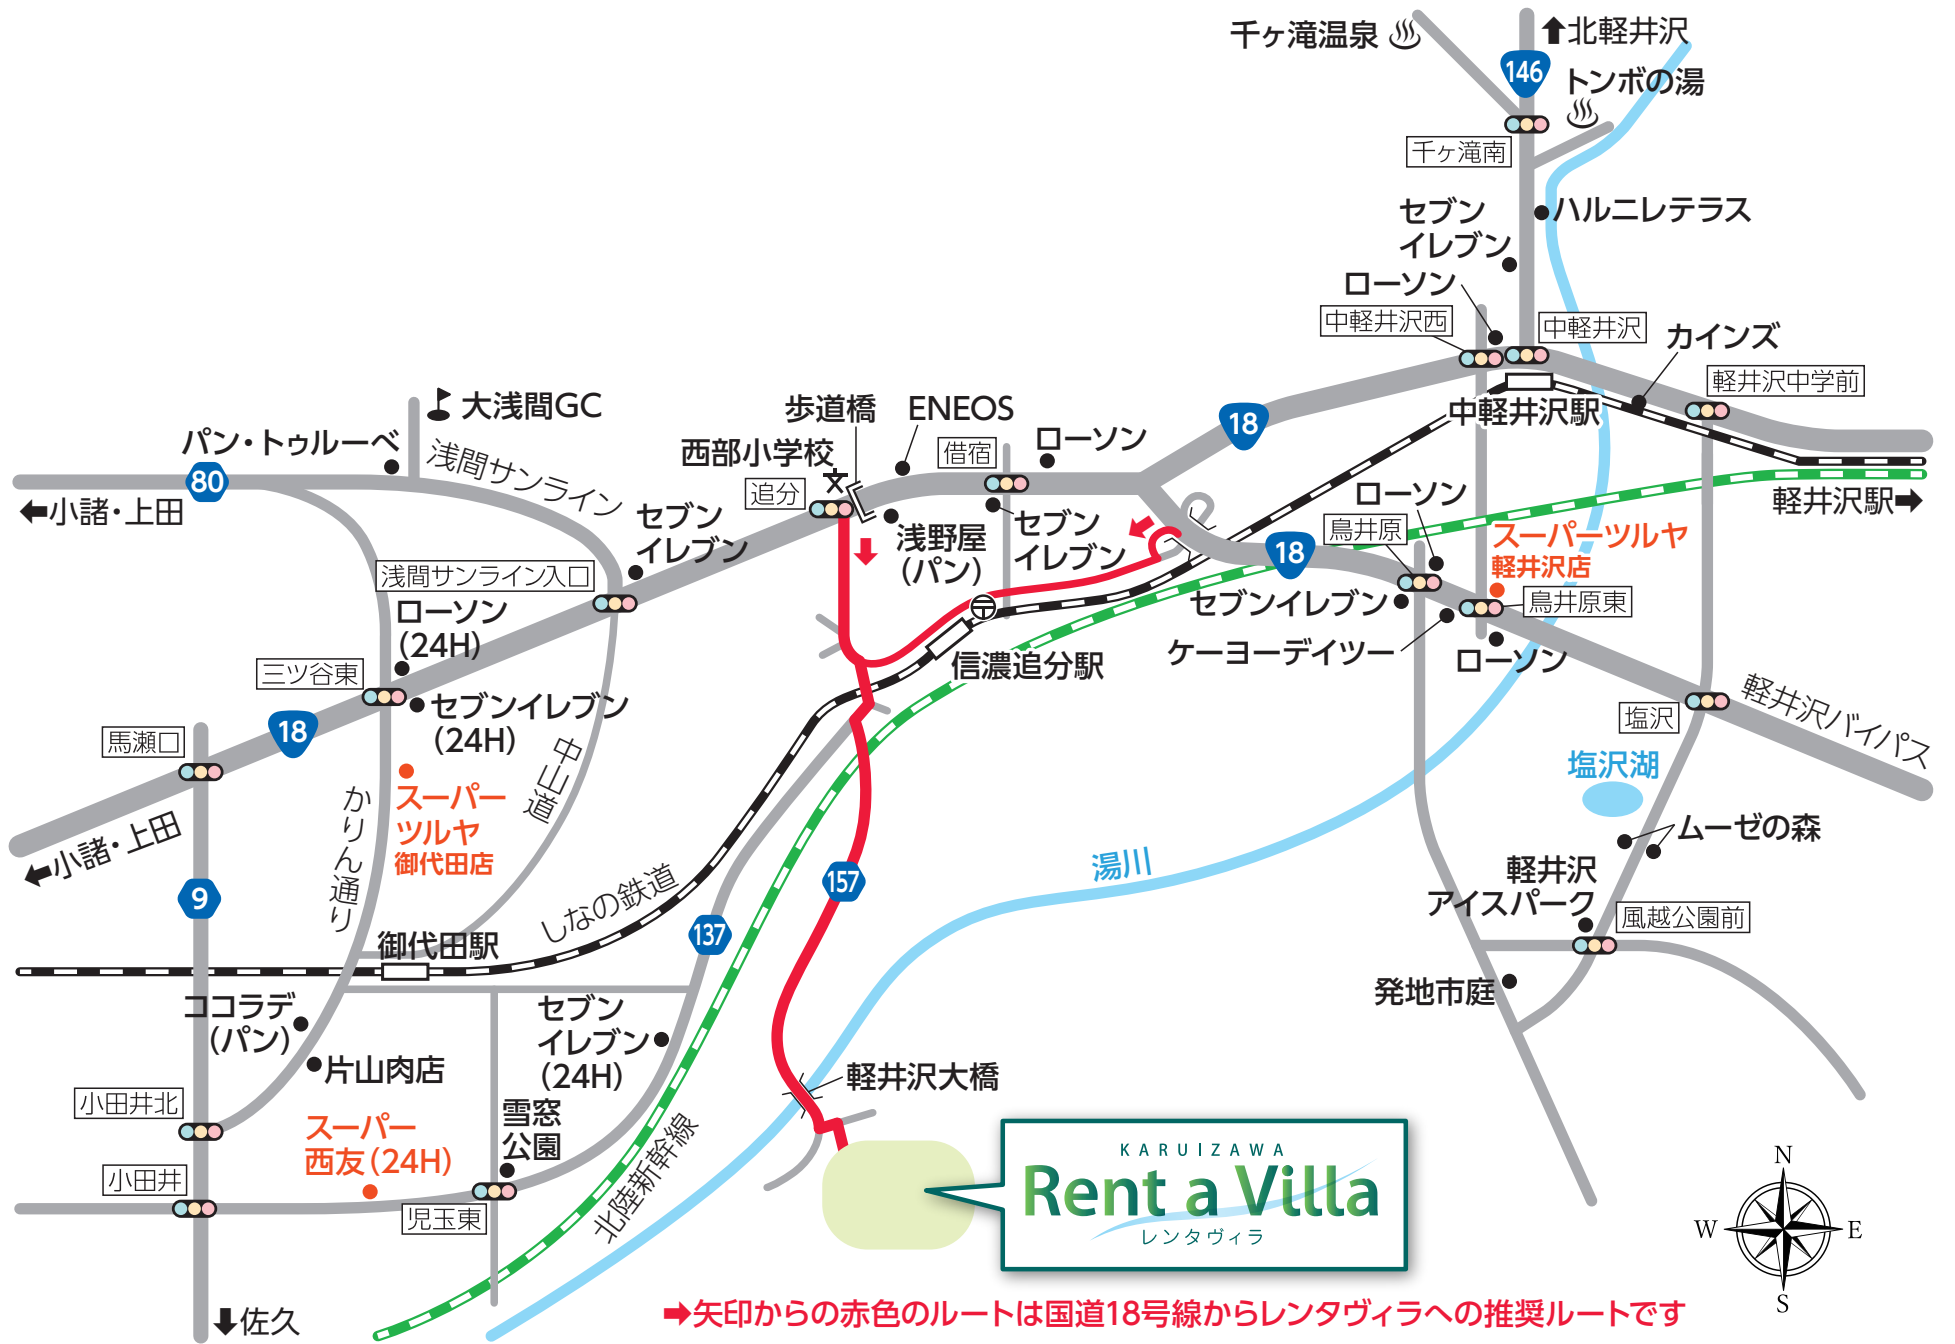 千ヶ滝温泉
北軽井沢
146
トンボの湯
千ヶ滝南
セブン
イレブン
ハルニレテラス
ローソン
中軽井沢西
中軽井沢
カインズ
軽井沢中学前
中軽井沢駅
軽井沢駅
大浅間GC
パン・トゥルーベ
浅間サンライン
80
小諸・上田
歩道橋
ENEOS
西部小学校
文
追分
借宿
ローソン
18
セブン
イレブン
浅野屋
(パン)
セブン
イレブン
ローソン
鳥井原
18
スーパーツルヤ
軽井沢店
鳥井原東
セブンイレブン
ケーヨーデイツー
ローソン
浅間サンライン入口
ローソン
(24H)
三ツ谷東
セブンイレブン
(24H)
18
馬瀬口
小諸・上田
スーパー
ツルヤ
御代田店
中山道
かりん通り
信濃追分駅
塩沢
軽井沢バイパス
塩沢湖
ムーゼの森
軽井沢
アイスパーク
風越公園前
発地市庭
湯川
157
137
しなの鉄道
9
御代田駅
ココラデ
(パン)
片山肉店
セブン
イレブン
(24H)
小田井北
小田井
スーパー
西友(24H)
雪窓
公園
児玉東
北陸新幹線
軽井沢大橋
佐久
KARUIZAWA
Rent a Villa
レンタヴィラ
N
W
E
S
➡矢印からの赤色のルートは国道18号線からレンタヴィラへの推奨ルートです